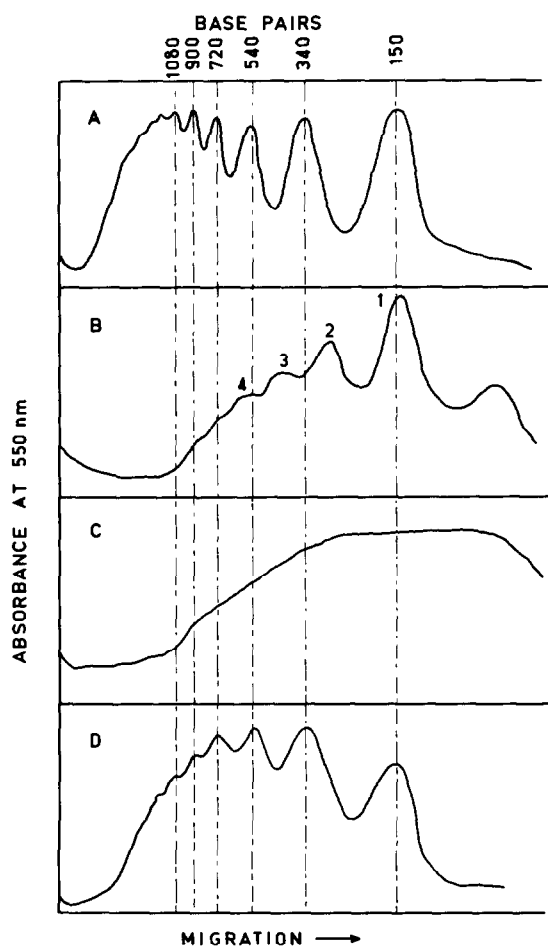 BASE PAIRS
1080 900 720 540 340 150
A
B
1
2
3
4
C
D
ABSORBANCE AT 550 nm
MIGRATION →